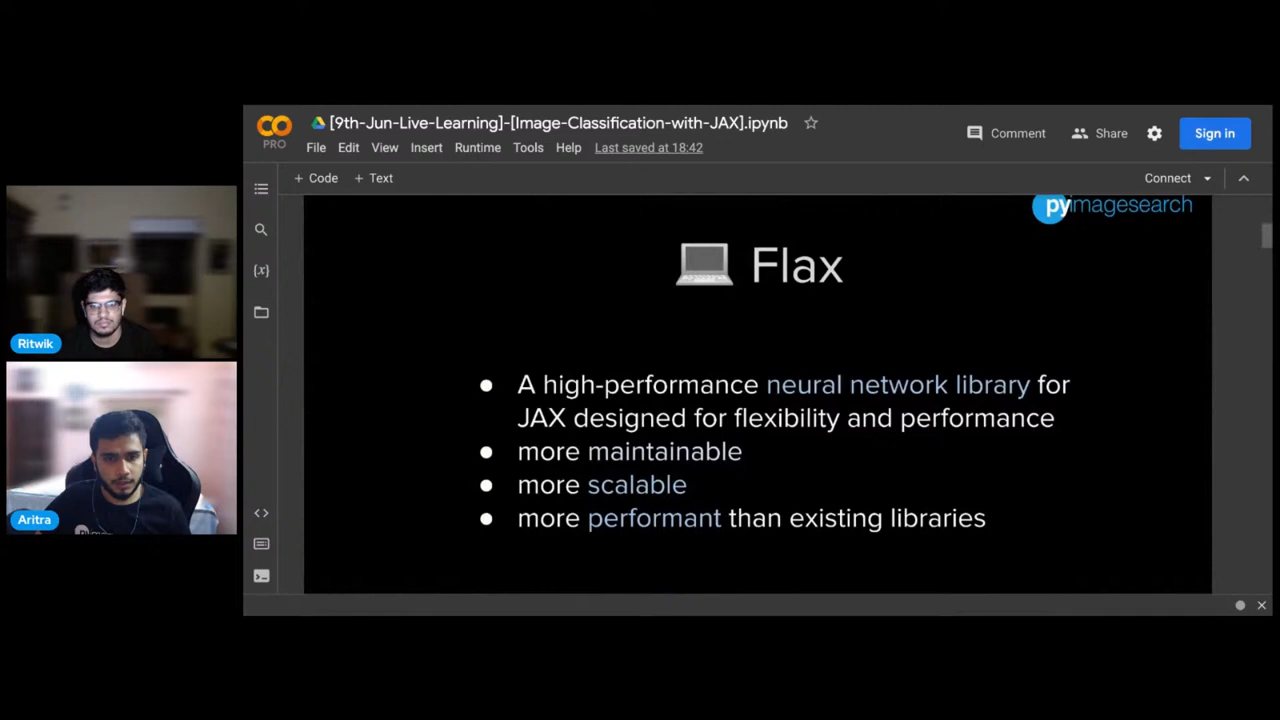 CO
PRO
[9th-Jun-Live-Learning]-[Image-Classification-with-JAX].ipynb
Comment
Share
Sign in
File Edit View Insert Runtime Tools Help Last saved at 18:42
+ Code + Text
Connect
{x}
pyimagesearch
Flax
Ritwik
• A high-performance neural network library for
JAX designed for flexibility and performance
• more maintainable
• more scalable
• more performant than existing libraries
Aritra